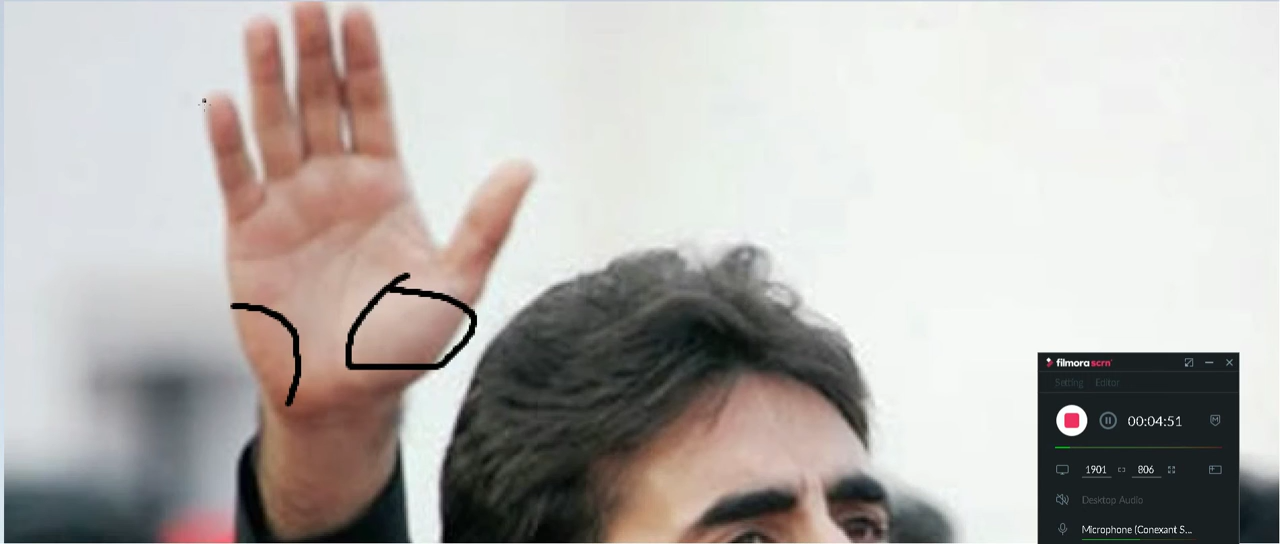 filmora scrn
Setting Editor
00:04:51
1901 806
Desktop Audio
Microphone (Conexant S...